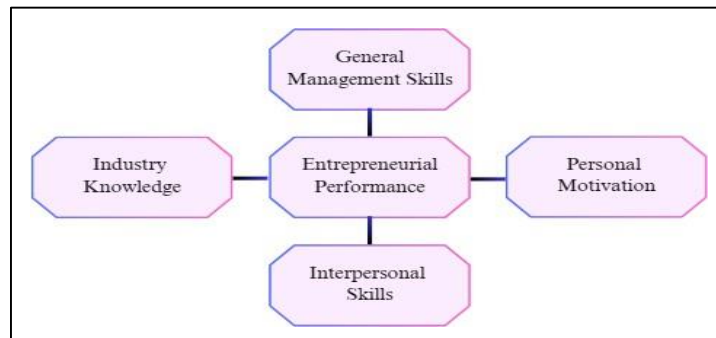 General
Management Skills
Industry
Knowledge
Entrepreneurial
Performance
Personal
Motivation
Interpersonal
Skills